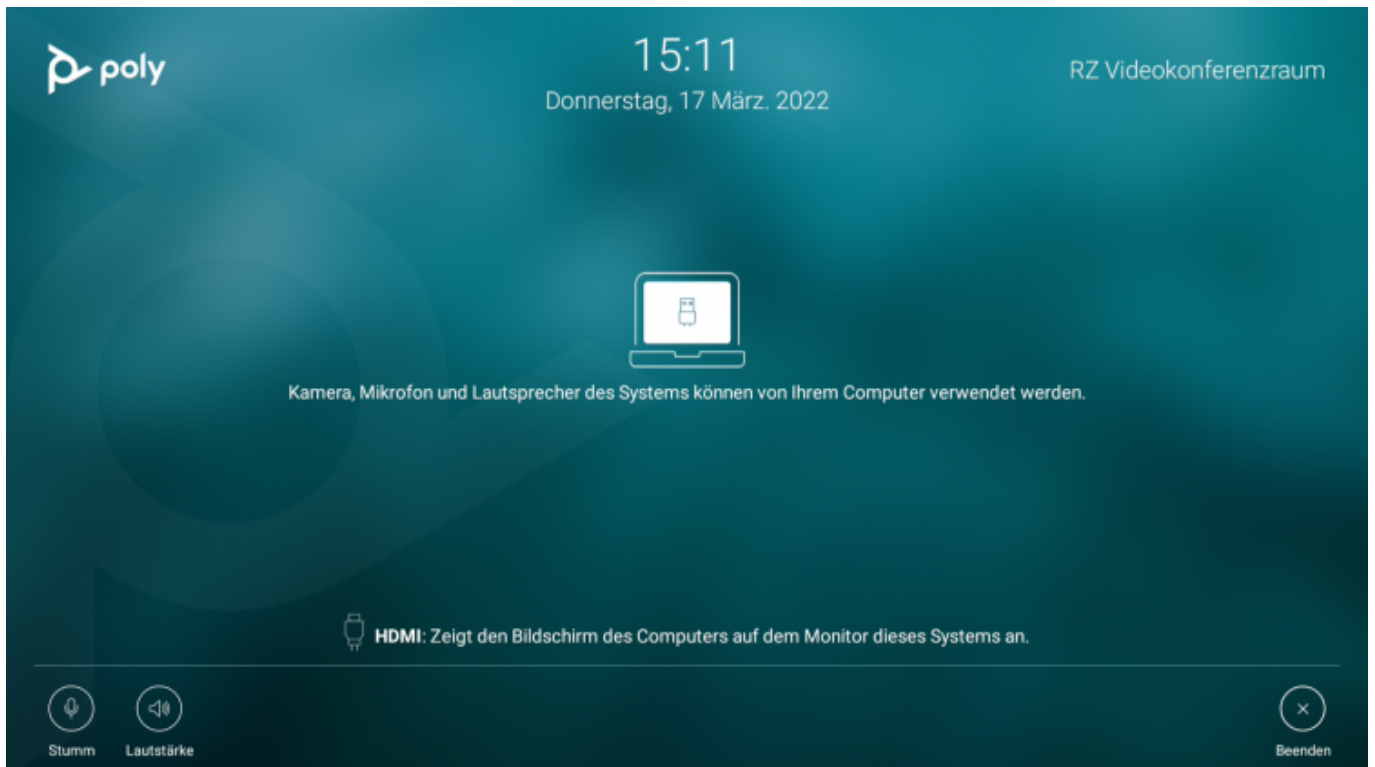 poly
15:11
Donnerstag, 17 März. 2022
RZ Videokonferenzraum
Kamera, Mikrofon und Lautsprecher des Systems können von Ihrem Computer verwendet werden.
HDMI: Zeigt den Bildschirm des Computers auf dem Monitor dieses Systems an.
Stumm
Lautstärke
Beenden